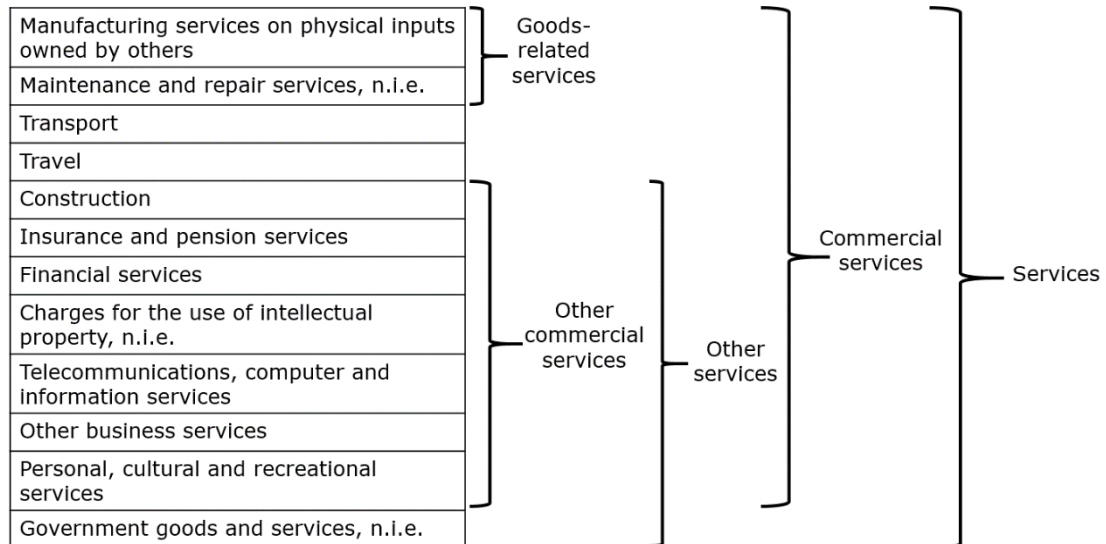 Manufacturing services on physical inputs
owned by others
Maintenance and repair services, n.i.e.
Transport
Travel
Construction
Insurance and pension services
Financial services
Charges for the use of intellectual
property, n.i.e.
Telecommunications, computer and
information services
Other business services
Personal, cultural and recreational
services
Government goods and services, n.i.e.
Goods-
related
services
Other
commercial
services
Other
services
Commercial
services
Services